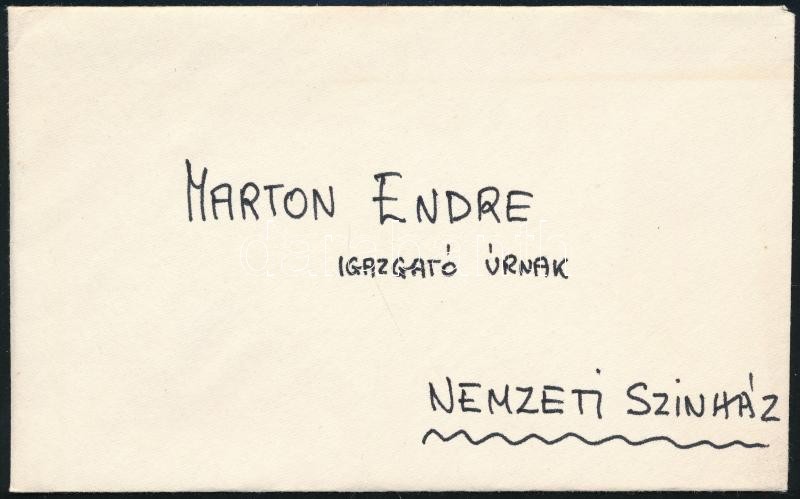 MARTON ENDRE
IGAZGATÓ ÚRNAK
NEMZETI SZINHÁZ